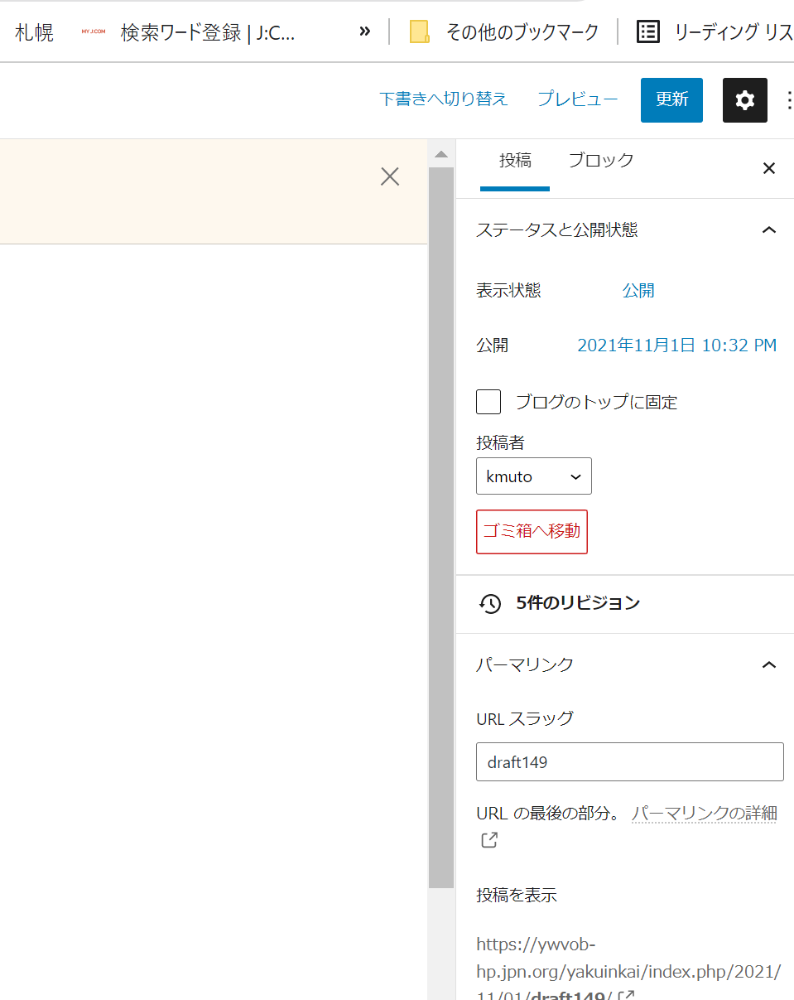 札幌 MY J:COM 検索ワード登録 | J:C... » その他のブックマーク リーディング リス
下書きへ切り替え プレビュー 更新
投稿 ブロック
ステータスと公開状態
表示状態 公開
公開 2021年11月1日 10:32 PM
ブログのトップに固定
投稿者
kmuto
ゴミ箱へ移動
5件のリビジョン
パーマリンク
URL スラッグ
draft149
URL の最後の部分。 パーマリンクの詳細
投稿を表示
https://ywvob-
hp.jpn.org/yakuinkai/index.php/2021/
11/01/draft149/